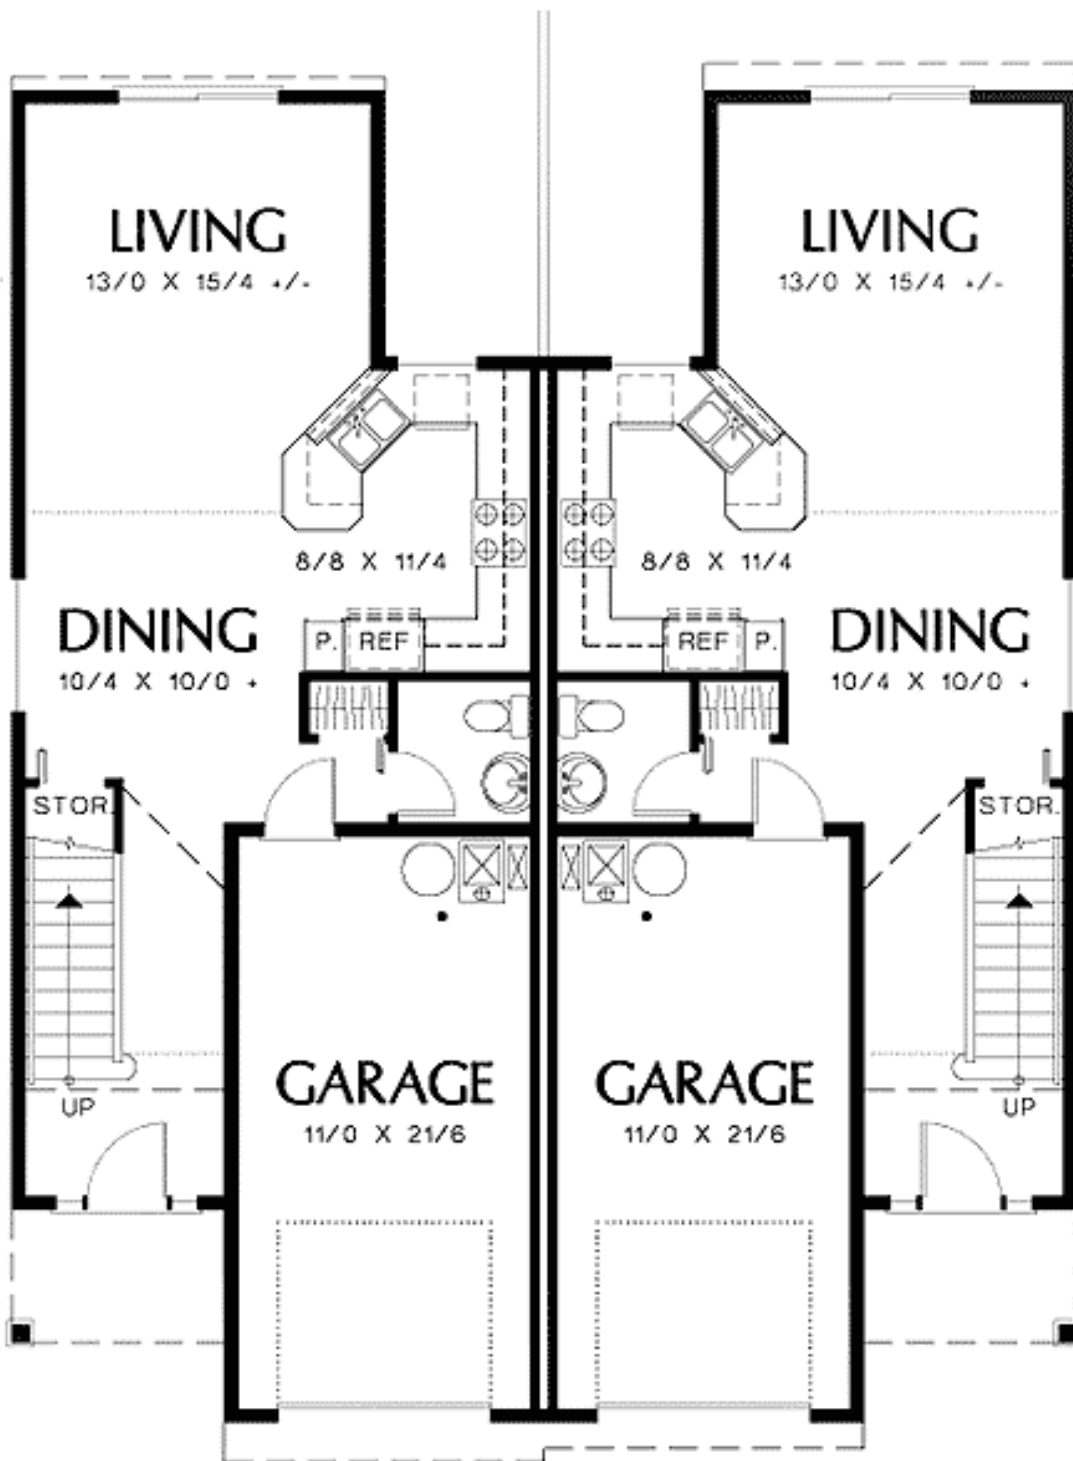 LIVING
13/0 X 15/4 +/-
LIVING
13/0 X 15/4 +/-
8/8 X 11/4
8/8 X 11/4
DINING
10/4 X 10/0 +
P. REF
REF P.
DINING
10/4 X 10/0 +
STOR.
STOR.
UP
UP
GARAGE
11/0 X 21/6
GARAGE
11/0 X 21/6